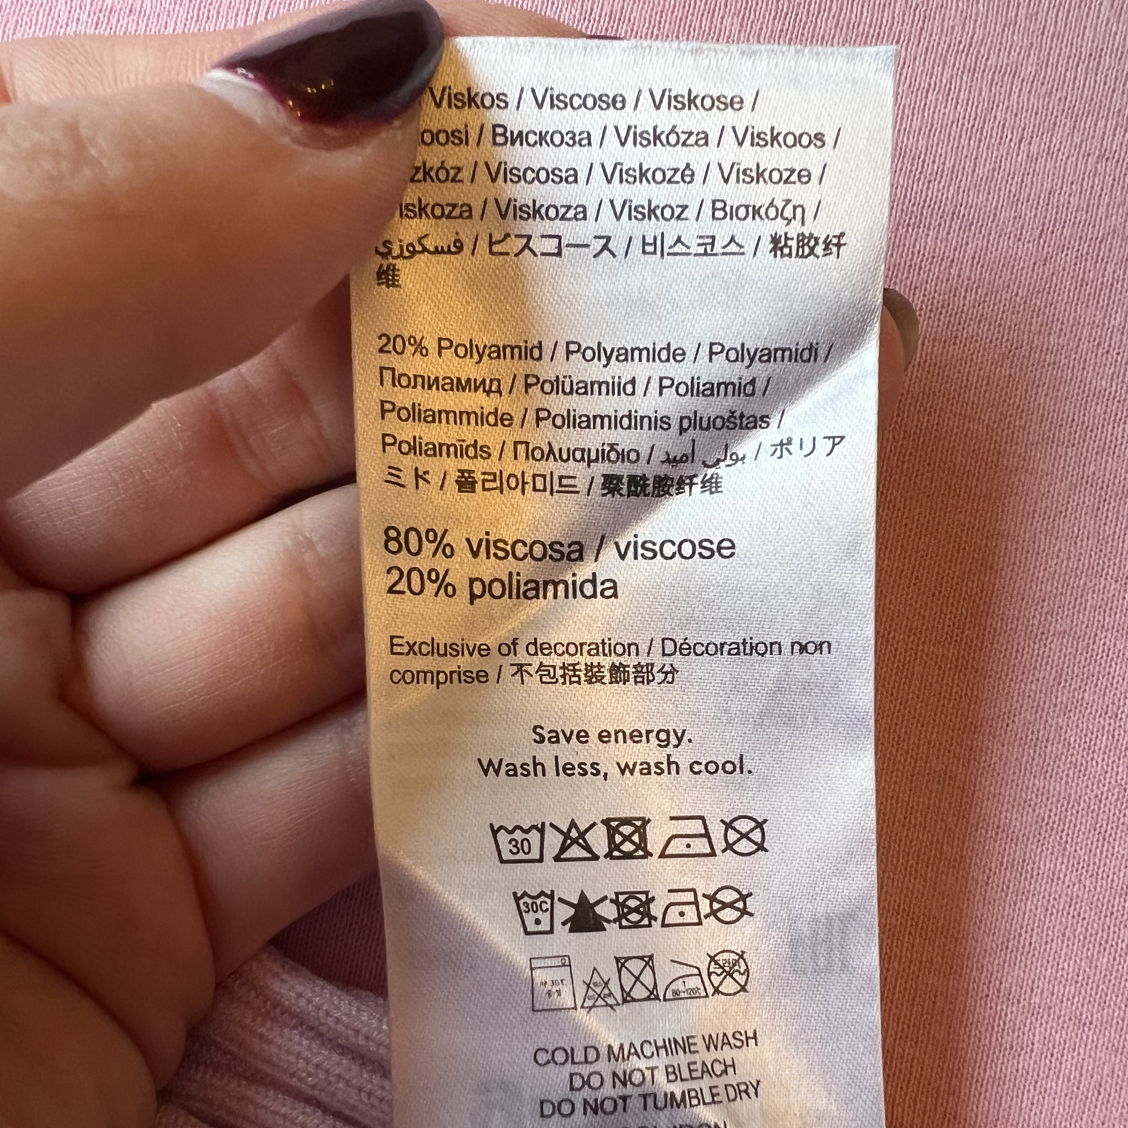 Viskos / Viscose / Viskose /
oosi / Вискоза / Viskóza / Viskoos /
zkóz / Viscosa / Viskozė / Viskoze /
iskoza / Viskoza / Viskoz / Βισκόζη /
فسكوزي / ビスコース / 비스코스 / 粘胶纤
维
20% Polyamid / Polyamide / Polyamidi /
Полиамид / Polüamiid / Poliamid /
Poliammide / Poliamidinis pluoštas /
Poliamīds / Πολυαμίδιο / بولي أميد / ポリア
ミド / 폴리아미드 / 聚酰胺纤维
80% viscosa / viscose
20% poliamida
Exclusive of decoration / Décoration non
comprise / 不包括裝飾部分
Save energy.
Wash less, wash cool.
30
30C
80~120℃
COLD MACHINE WASH
DO NOT BLEACH
DO NOT TUMBLE DRY